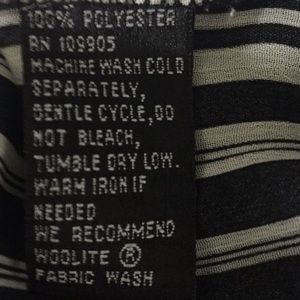 100% POLYESTER
RN 109905
MACHINE WASH COLD
SEPARATELY,
GENTLE CYCLE,DO
NOT BLEACH,
TUMBLE DRY LOW.
WARM IRON IF
NEEDED
WE RECOMMEND
WOOLITE ®
FABRIC WASH